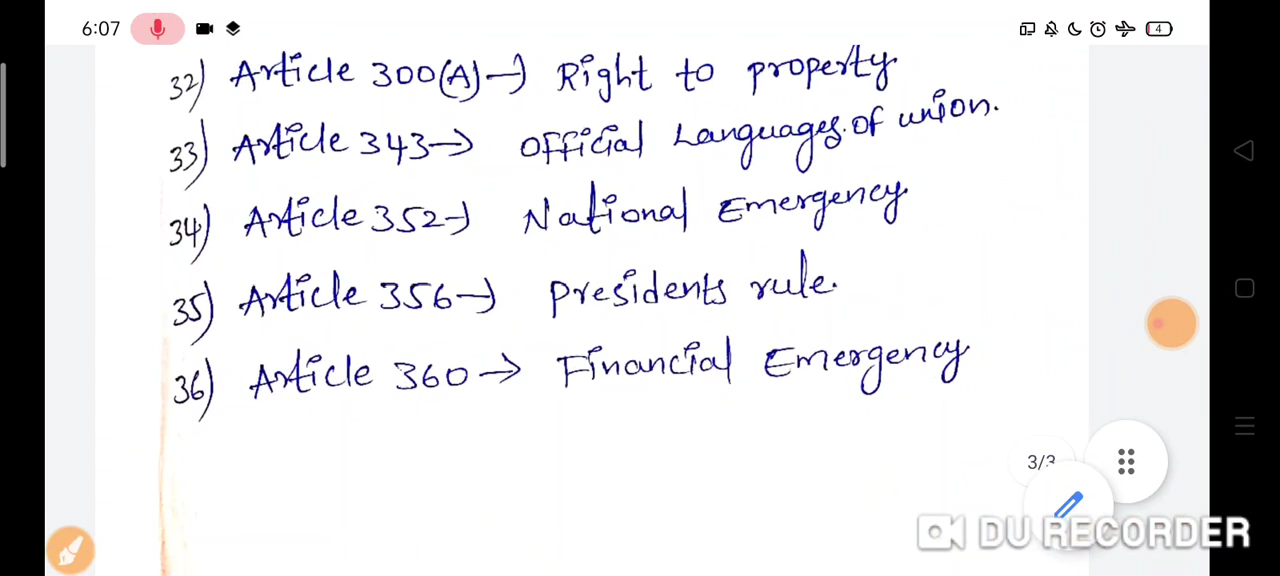 6:07
4
32) Article 300(A)→ Right to property
33) Article 343→ Official Languages.of union.
34) Article 352→ National Emergency
35) Article 356→ Presidents rule.
36) Article 360→ Financial Emergency
3/3
DU RECORDER